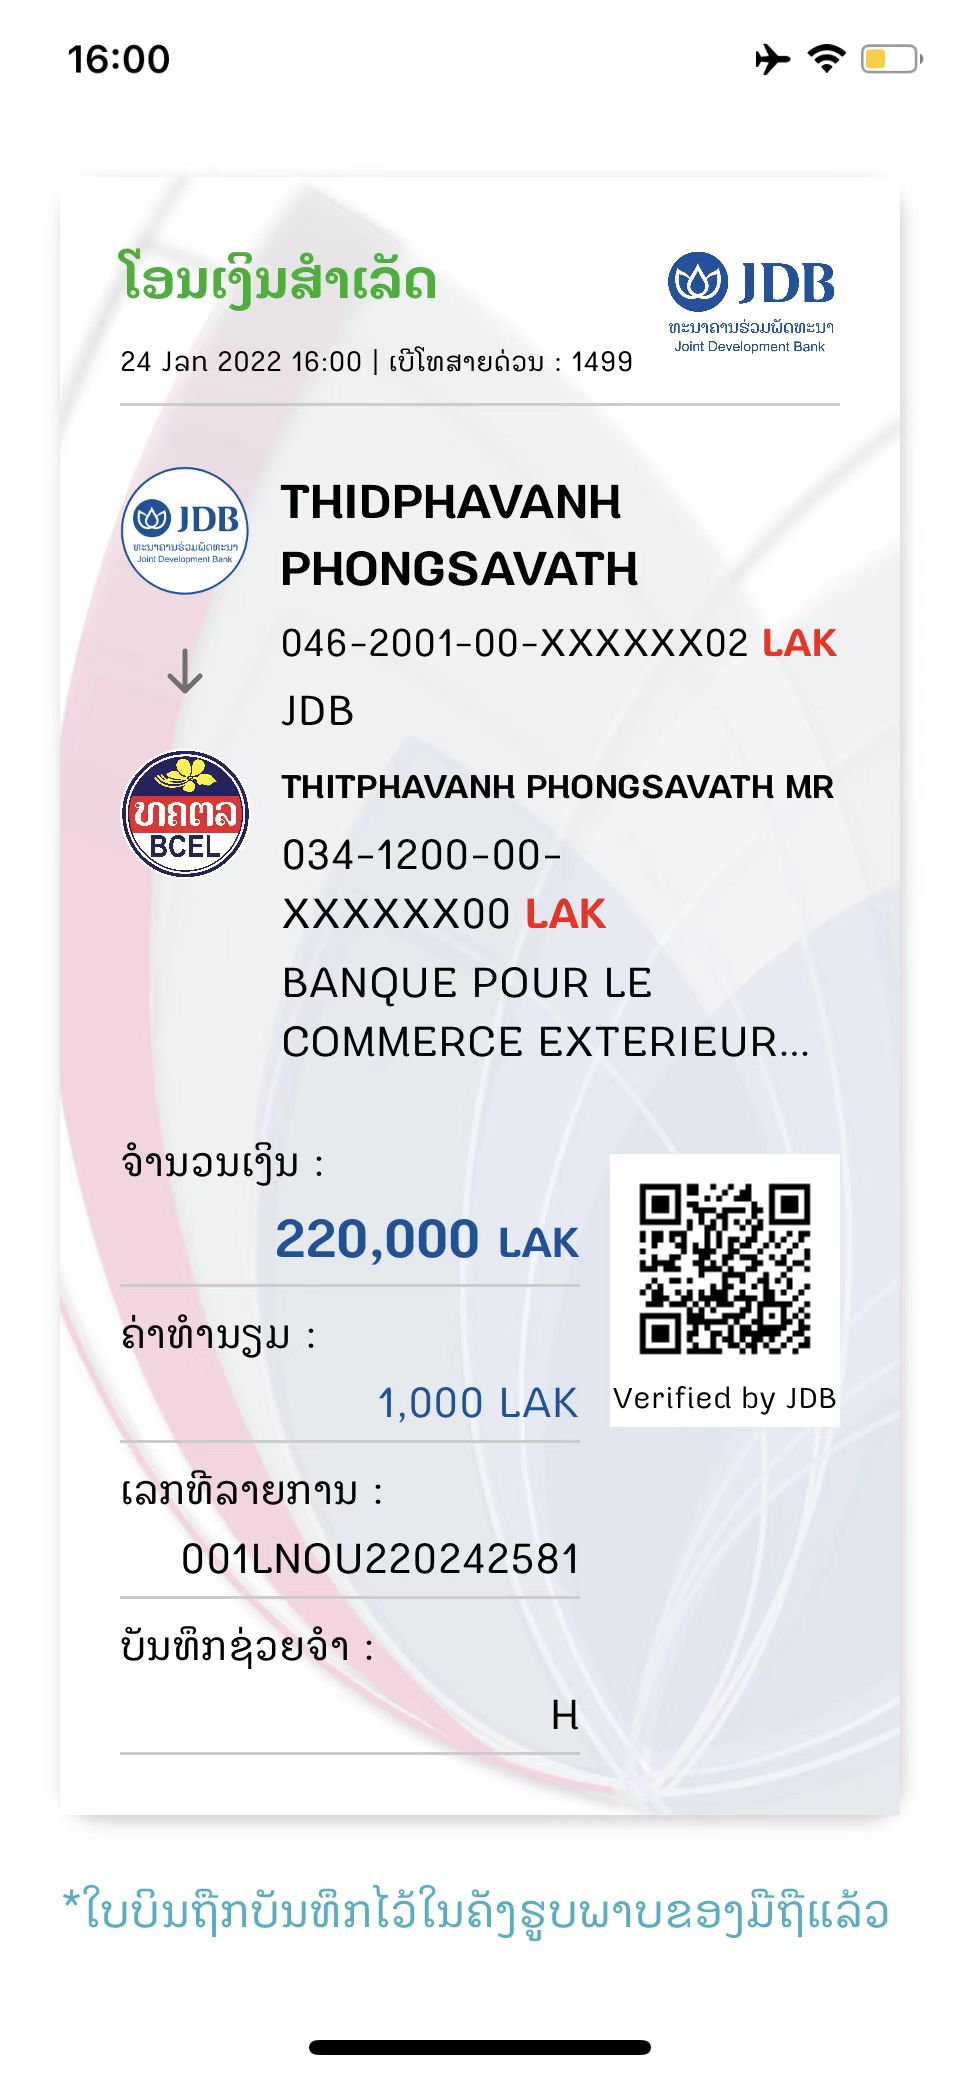 16:00
ໂອນເງິນສຳເລັດ
JDB
ທະນາຄານຮ່ວມພັດທະນາ
Joint Development Bank
24 Jan 2022 16:00 | ເບີໂທສາຍດ່ວນ : 1499
JDB
ທະນາຄານຮ່ວມພັດທະນາ
Joint Development Bank
THIDPHAVANH
PHONGSAVATH
046-2001-00-XXXXXX02 LAK
JDB
ທຄຕລ
BCEL
THITPHAVANH PHONGSAVATH MR
034-1200-00-
XXXXXX00 LAK
BANQUE POUR LE
COMMERCE EXTERIEUR...
ຈຳນວນເງິນ :
220,000 LAK
ຄ່າທຳນຽມ :
1,000 LAK
Verified by JDB
ເລກທີລາຍການ :
001LNOU220242581
ບັນທຶກຊ່ວຍຈຳ :
H
*ໃບບິນຖືກບັນທຶກໄວ້ໃນຄັງຮູບພາບຂອງມືຖືແລ້ວ